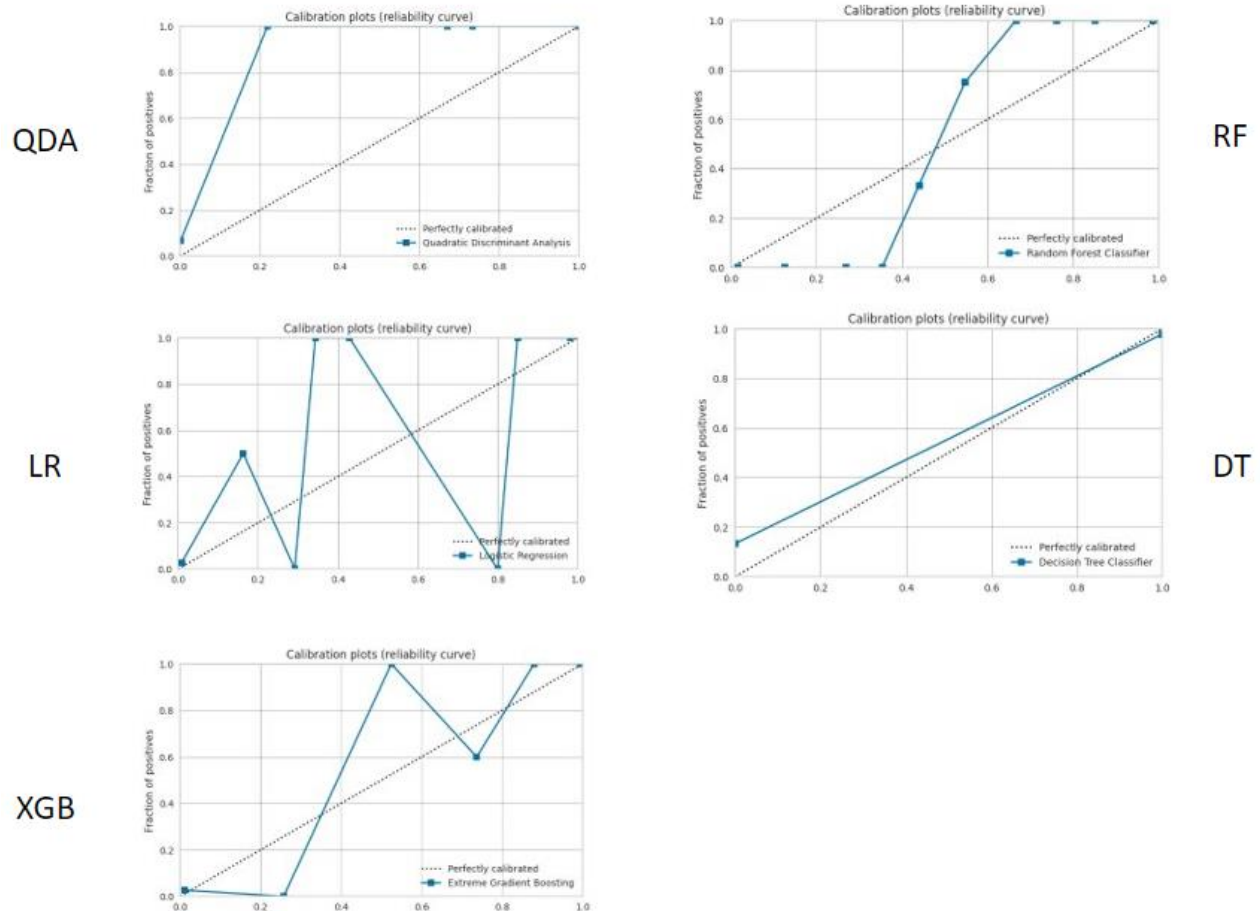 QDA
Calibration plots (reliability curve)
Fraction of positives
1.0
0.8
0.6
0.4
0.2
0.0
0.0 0.2 0.4 0.6 0.8 1.0
Perfectly calibrated
Quadratic Discriminant Analysis
RF
Calibration plots (reliability curve)
Fraction of positives
1.0
0.8
0.6
0.4
0.2
0.0
0.0 0.2 0.4 0.6 0.8 1.0
Perfectly calibrated
Random Forest Classifier
LR
Calibration plots (reliability curve)
Fraction of positives
1.0
0.8
0.6
0.4
0.2
0.0
0.0 0.2 0.4 0.6 0.8 1.0
Perfectly calibrated
Logistic Regression
DT
Calibration plots (reliability curve)
Fraction of positives
1.0
0.8
0.6
0.4
0.2
0.0
0.0 0.2 0.4 0.6 0.8 1.0
Perfectly calibrated
Decision Tree Classifier
XGB
Calibration plots (reliability curve)
Fraction of positives
1.0
0.8
0.6
0.4
0.2
0.0
0.0 0.2 0.4 0.6 0.8 1.0
Perfectly calibrated
Extreme Gradient Boosting